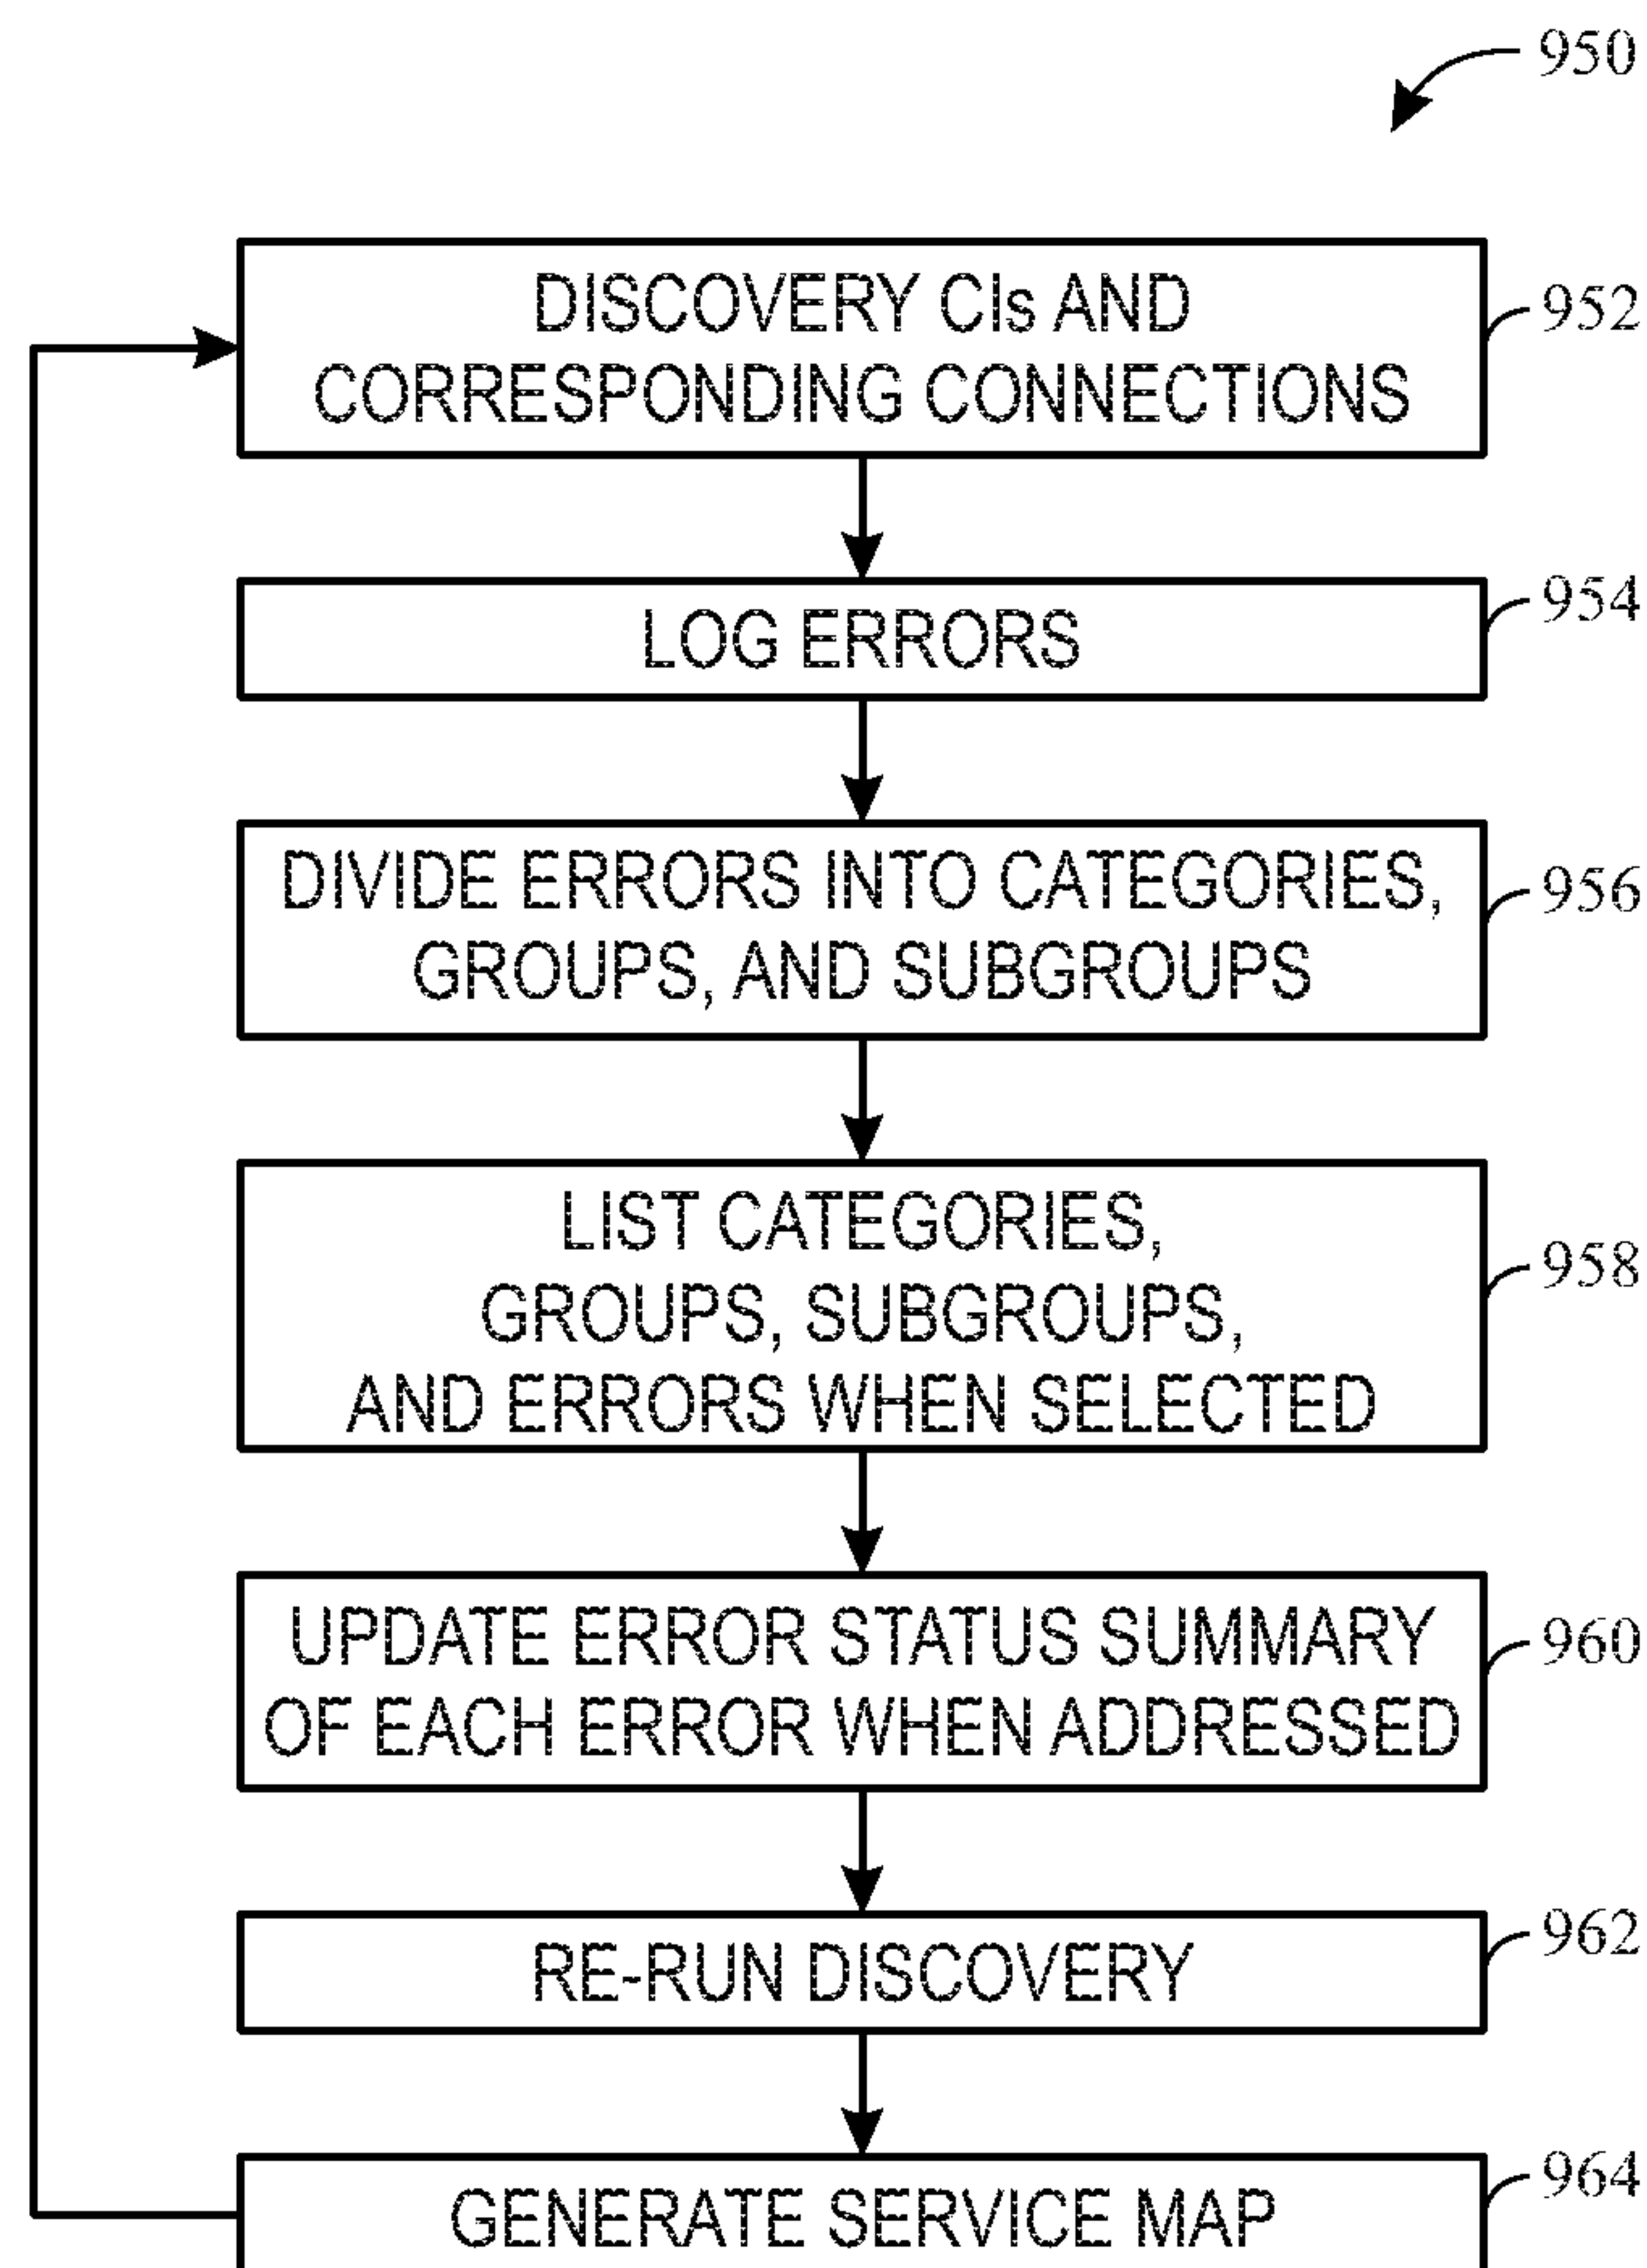 950
DISCOVERY CIs AND
CORRESPONDING CONNECTIONS
952
LOG ERRORS
954
DIVIDE ERRORS INTO CATEGORIES,
GROUPS, AND SUBGROUPS
956
LIST CATEGORIES,
GROUPS, SUBGROUPS,
AND ERRORS WHEN SELECTED
958
UPDATE ERROR STATUS SUMMARY
OF EACH ERROR WHEN ADDRESSED
960
RE-RUN DISCOVERY
962
GENERATE SERVICE MAP
964